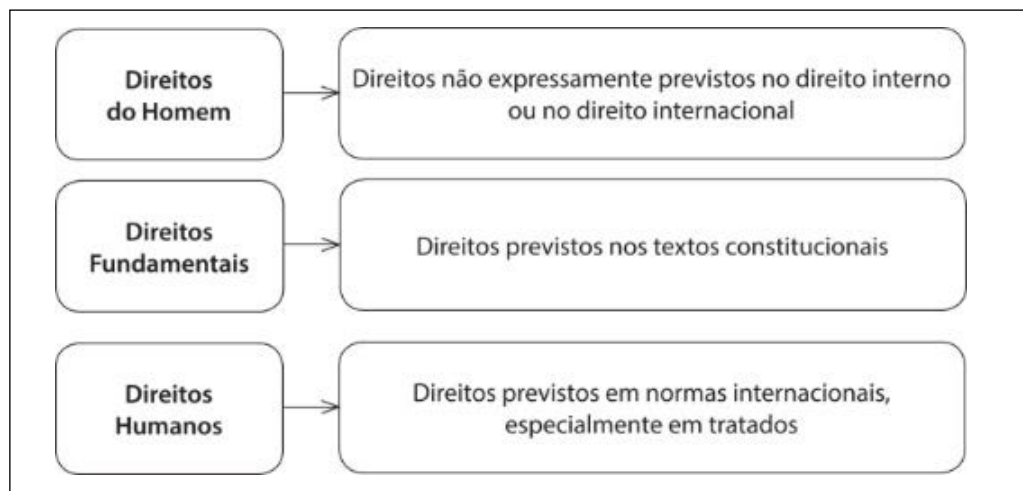 Direitos
do Homem
Direitos não expressamente previstos no direito interno
ou no direito internacional
Direitos
Fundamentais
Direitos previstos nos textos constitucionais
Direitos
Humanos
Direitos previstos em normas internacionais,
especialmente em tratados